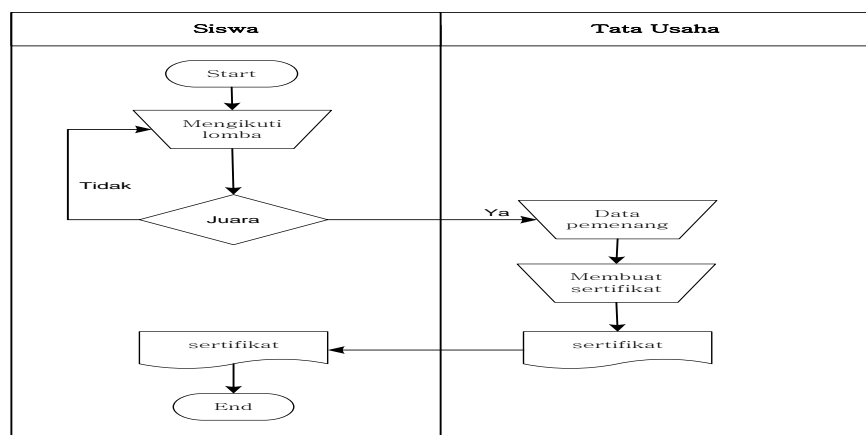 Siswa
Tata Usaha
Start
Mengikuti
lomba
Tidak
Juara
Ya
Data
pemenang
Membuat
sertifikat
sertifikat
sertifikat
End